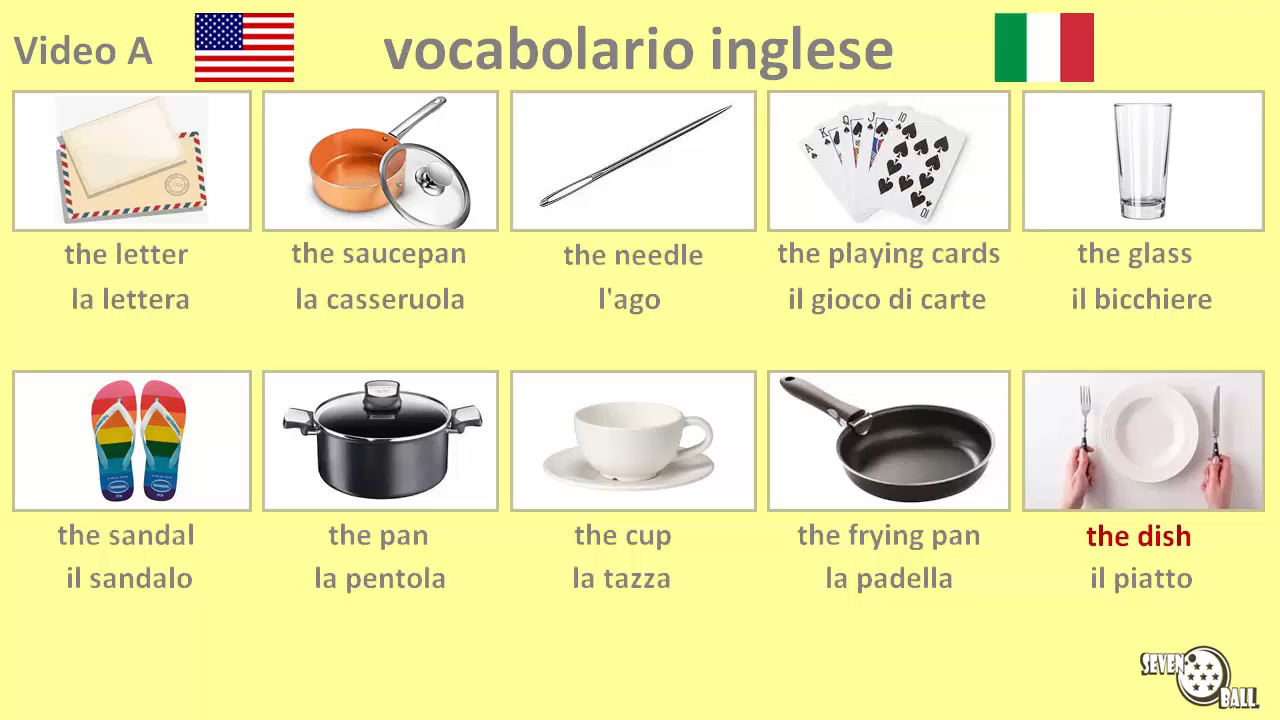 Video A
vocabolario inglese
the letter
la lettera
the saucepan
la casseruola
the needle
l'ago
A K Q J 10
10
the playing cards
il gioco di carte
the glass
il bicchiere
the sandal
il sandalo
the pan
la pentola
the cup
la tazza
the frying pan
la padella
the dish
il piatto
SEVEN
BALL